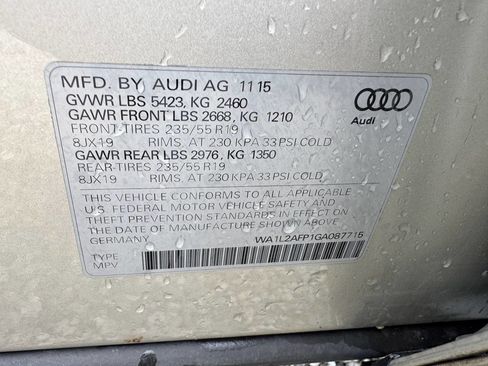 MFD. BY AUDI AG 11 15
GVWR LBS 5423, KG 2460
GAWR FRONT LBS 2668, KG 1210
FRONT-TIRES 235/55 R19
8JX19 RIMS, AT 230 KPA 33 PSI COLD
GAWR REAR LBS 2976, KG 1350
REAR-TIRES 235/55 R19
8JX19 RIMS, AT 230 KPA 33 PSI COLD
THIS VEHICLE CONFORMS TO ALL APPLICABLE
U.S. FEDERAL MOTOR VEHICLE SAFETY AND THEFT
PREVENTION STANDARDS IN EFFECT ON
THE DATE OF MANUFACTURE SHOWN ABOVE.
GERMANY WA1L2AFP1GA087715
TYPE:
MPV
Audi